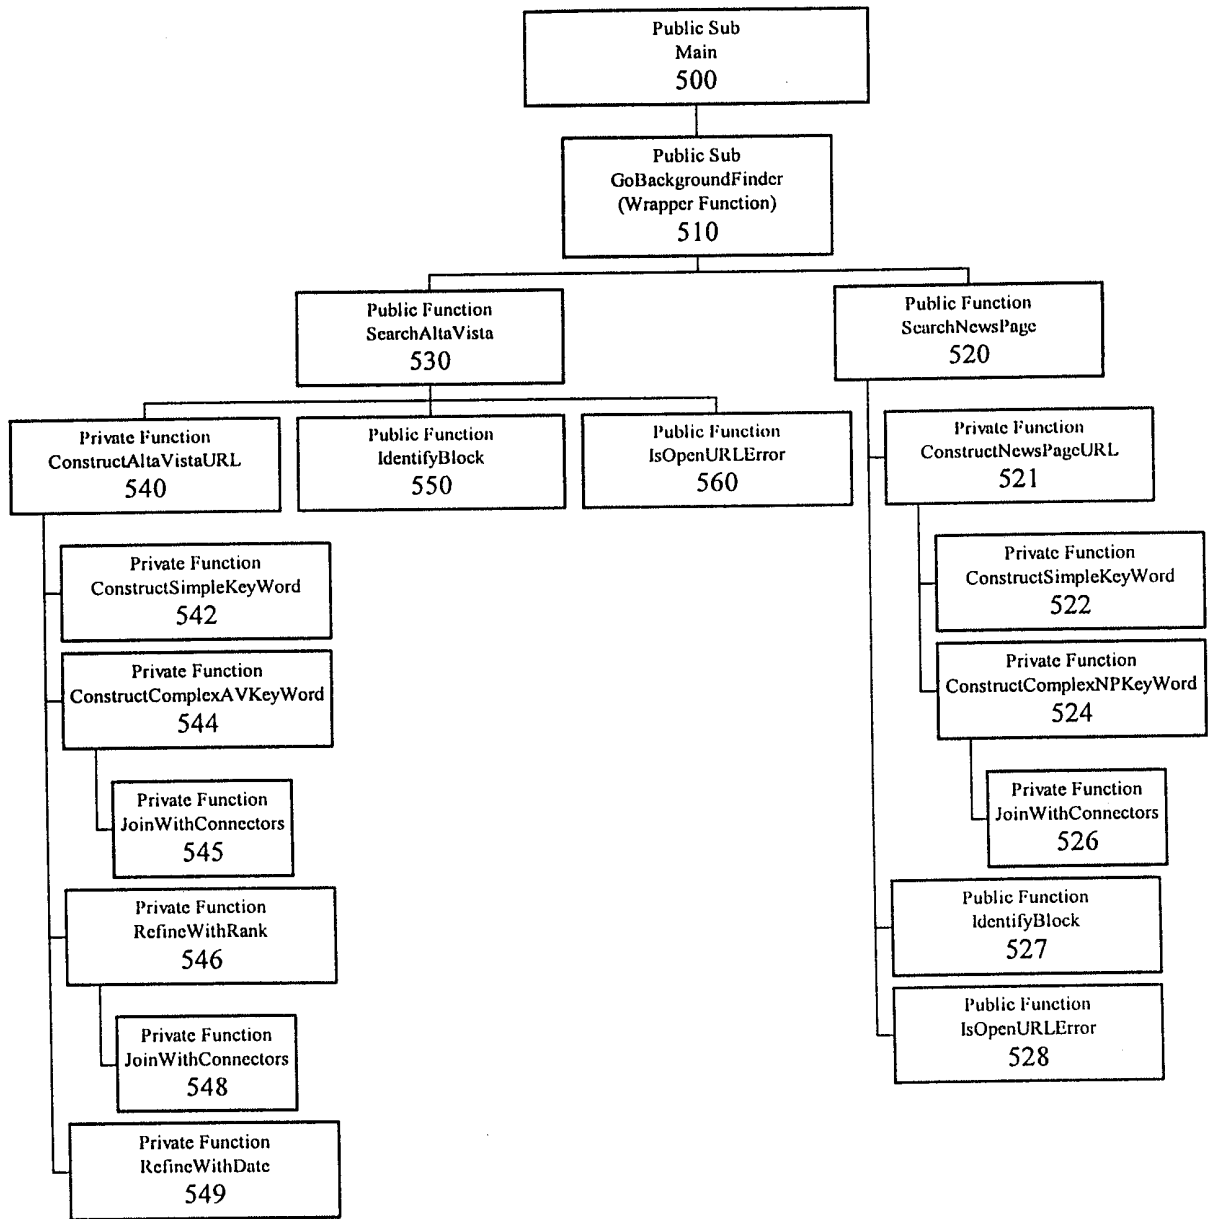 Public Sub
Main
500
Public Sub
GoBackgroundFinder
(Wrapper Function)
510
Public Function
SearchAltaVista
530
Public Function
SearchNewsPage
520
Private Function
ConstructAltaVistaURL
540
Public Function
IdentifyBlock
550
Public Function
IsOpenURLError
560
Private Function
ConstructNewsPageURL
521
Private Function
ConstructSimpleKeyWord
542
Private Function
ConstructSimpleKeyWord
522
Private Function
ConstructComplexAVKeyWord
544
Private Function
ConstructComplexNPKeyWord
524
Private Function
JoinWithConnectors
545
Private Function
JoinWithConnectors
526
Private Function
RefineWithRank
546
Public Function
IdentifyBlock
527
Private Function
JoinWithConnectors
548
Public Function
IsOpenURLError
528
Private Function
RefineWithDate
549